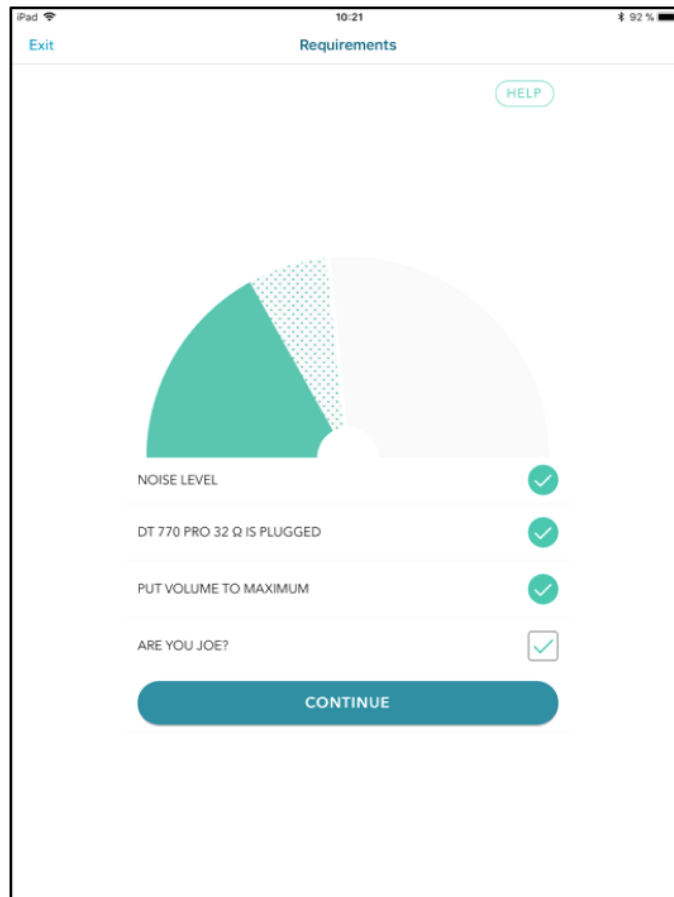 iPad 10:21 92 %
Exit Requirements
HELP
NOISE LEVEL
DT 770 PRO 32 Ω IS PLUGGED
PUT VOLUME TO MAXIMUM
ARE YOU JOE?
CONTINUE